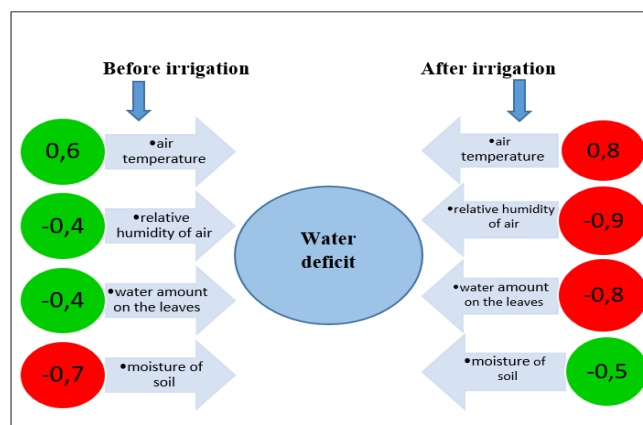 Before irrigation
After irrigation
0,6
•air
temperature
-0,4
•relative
humidity of air
-0,4
•water amount
on the leaves
-0,7
•moisture of
soil
Water
deficit
•air
temperature
0,8
•relative humidity
of air
-0,9
•water amount
on the leaves
-0,8
•moisture of
soil
-0,5